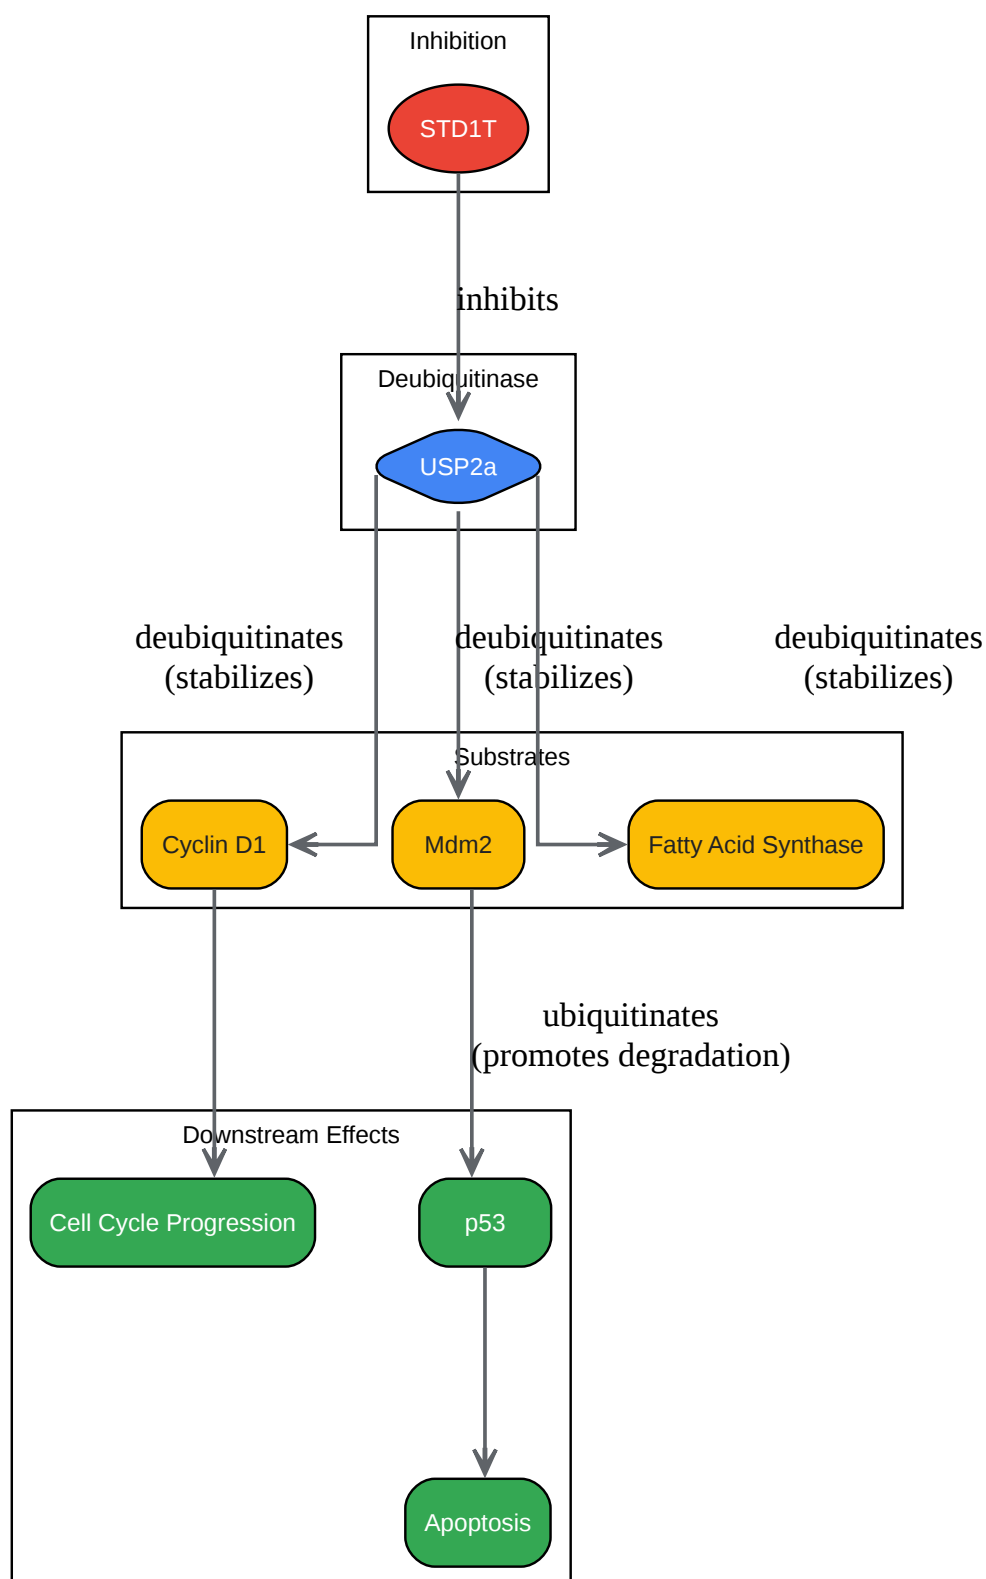 Inhibition
STD1T
inhibits
Deubiquitinase
USP2a
deubiquitinates
(stabilizes)
deubiquitinates
(stabilizes)
deubiquitinates
(stabilizes)
Substrates
Cyclin D1
Mdm2
Fatty Acid Synthase
ubiquitinates
(promotes degradation)
Downstream Effects
Cell Cycle Progression
p53
Apoptosis